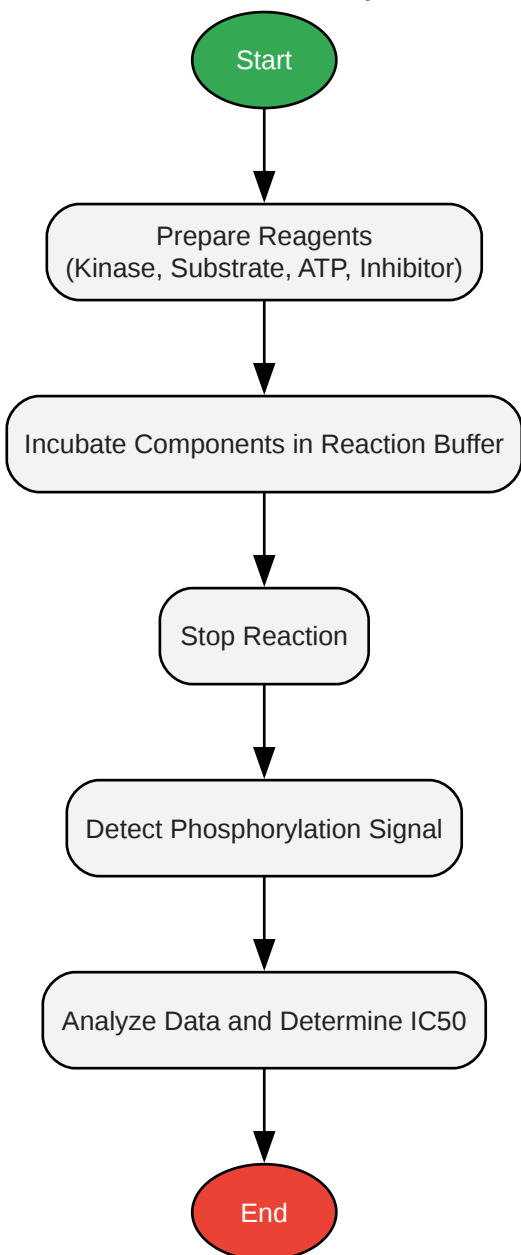 Start
Prepare Reagents
(Kinase, Substrate, ATP, Inhibitor)
Incubate Components in Reaction Buffer
Stop Reaction
Detect Phosphorylation Signal
Analyze Data and Determine IC50
End